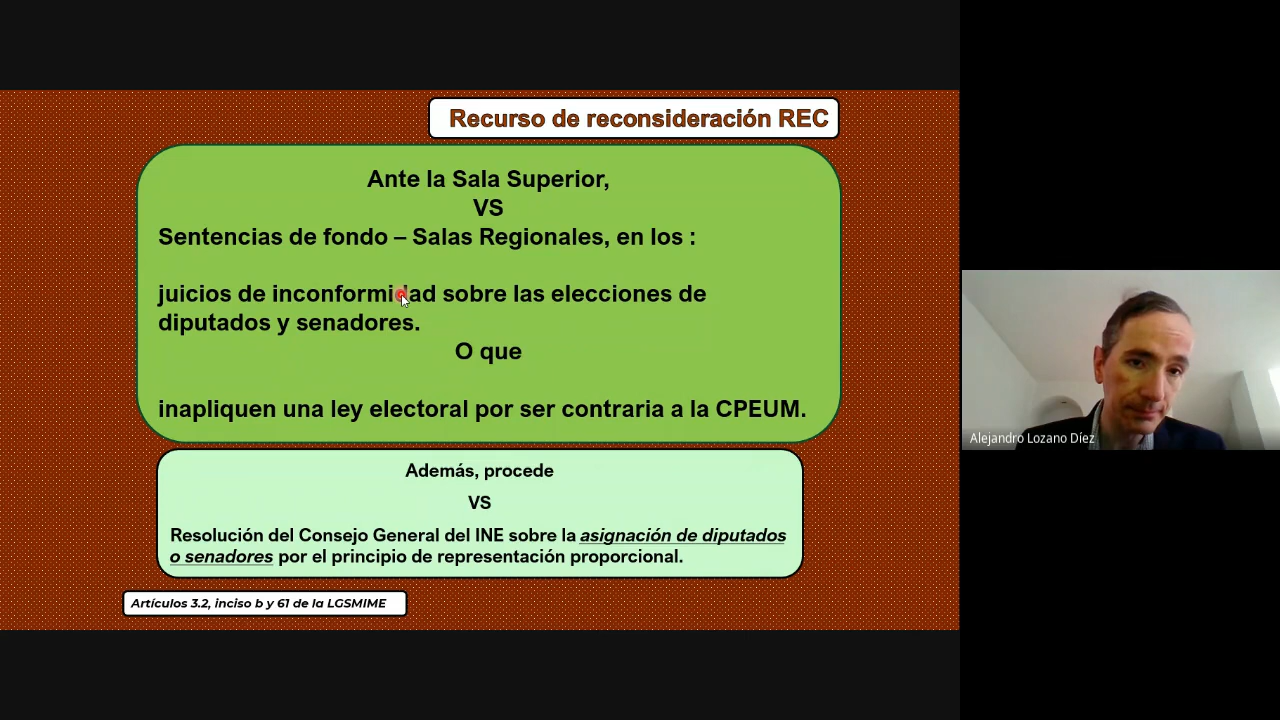 Recurso de reconsideración REC
Ante la Sala Superior,
VS
Sentencias de fondo – Salas Regionales, en los :
juicios de inconformidad sobre las elecciones de
diputados y senadores.
O que
inapliquen una ley electoral por ser contraria a la CPEUM.
Además, procede
VS
Resolución del Consejo General del INE sobre la asignación de diputados
o senadores por el principio de representación proporcional.
Artículos 3.2, inciso b y 61 de la LGSMIME
Alejandro Lozano Díez